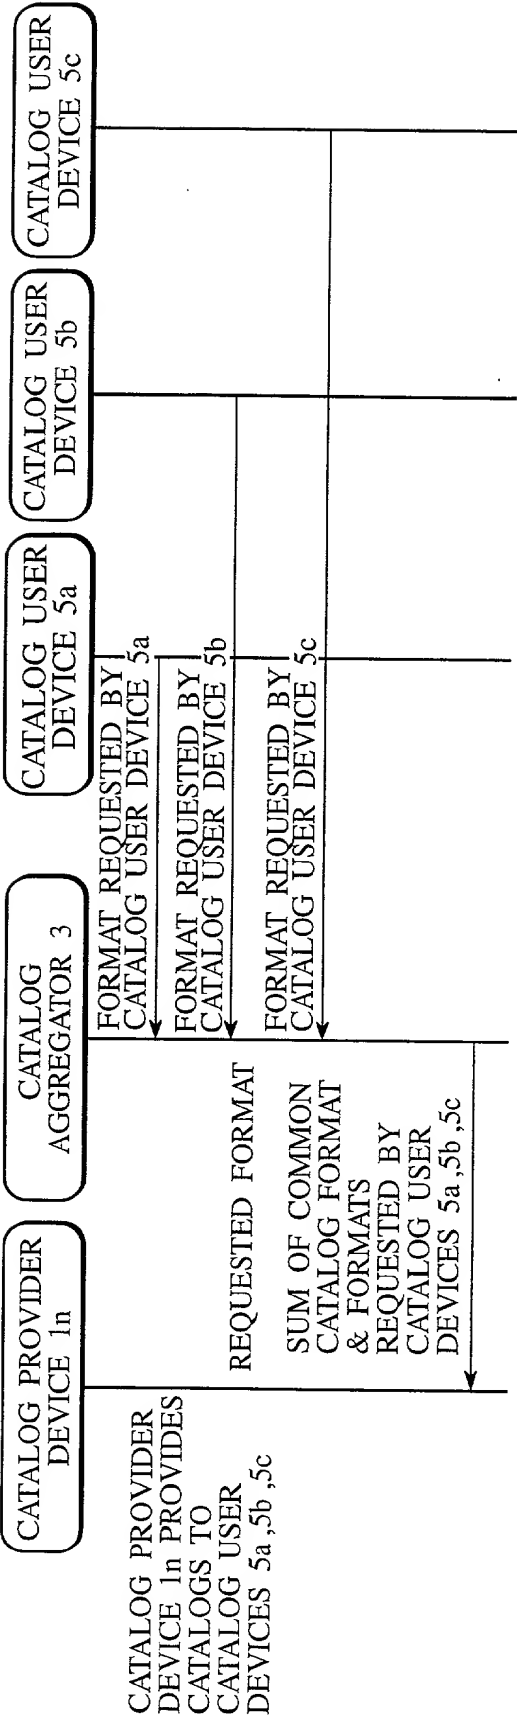 CATALOG PROVIDER
DEVICE 1n
CATALOG
AGGREGATOR 3
CATALOG USER
DEVICE 5a
CATALOG USER
DEVICE 5b
CATALOG USER
DEVICE 5c
CATALOG PROVIDER
DEVICE 1n PROVIDES
CATALOGS TO
CATALOG USER
DEVICES 5a ,5b ,5c
FORMAT REQUESTED BY
CATALOG USER DEVICE 5a
FORMAT REQUESTED BY
CATALOG USER DEVICE 5b
FORMAT REQUESTED BY
CATALOG USER DEVICE 5c
REQUESTED FORMAT
SUM OF COMMON
CATALOG FORMAT
& FORMATS
REQUESTED BY
CATALOG USER
DEVICES 5a ,5b ,5c